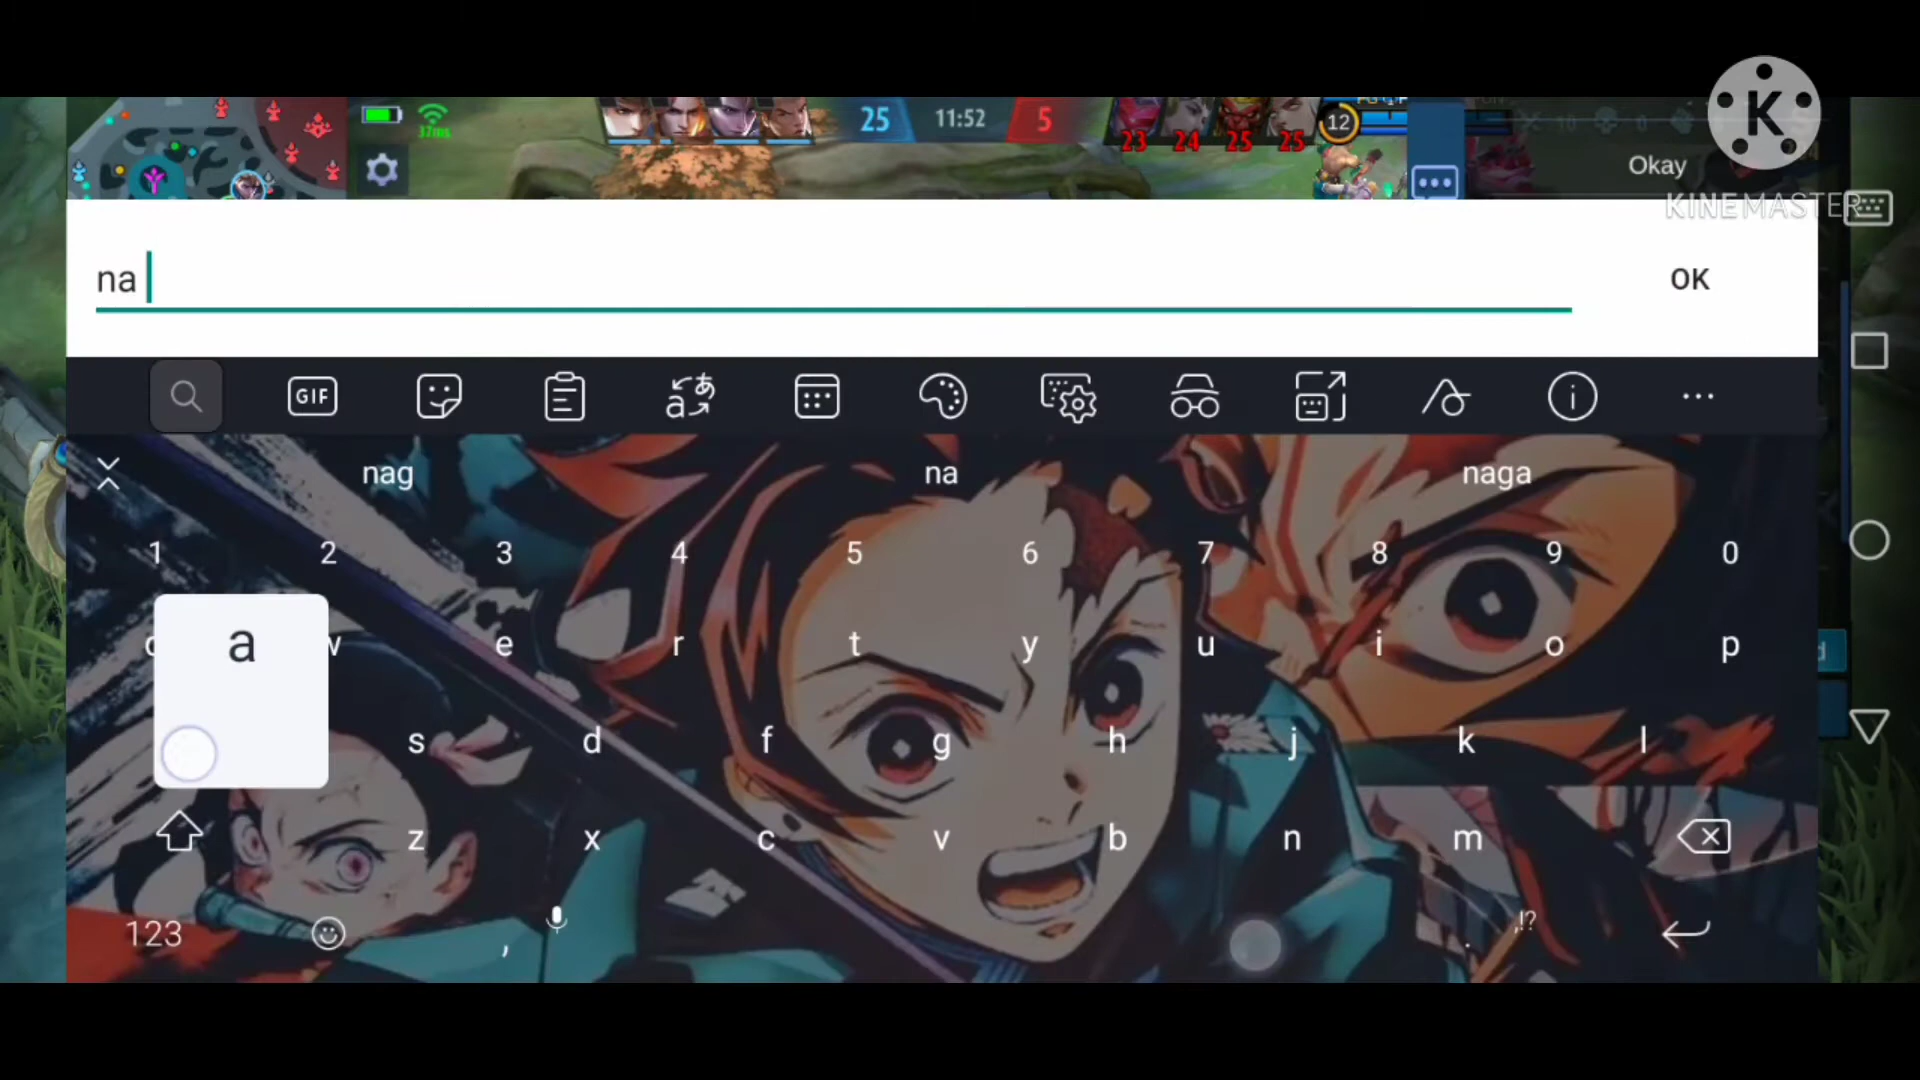 37ms
25 11:52 5
23 24 25 25
12
K
Okay
KINEMASTER
na
OK
GIF
nag na naga
1 2 3 4 5 6 7 8 9 0
a w e r t y u i o p
s d f g h j k l
z x c v b n m
123 , . ,!?